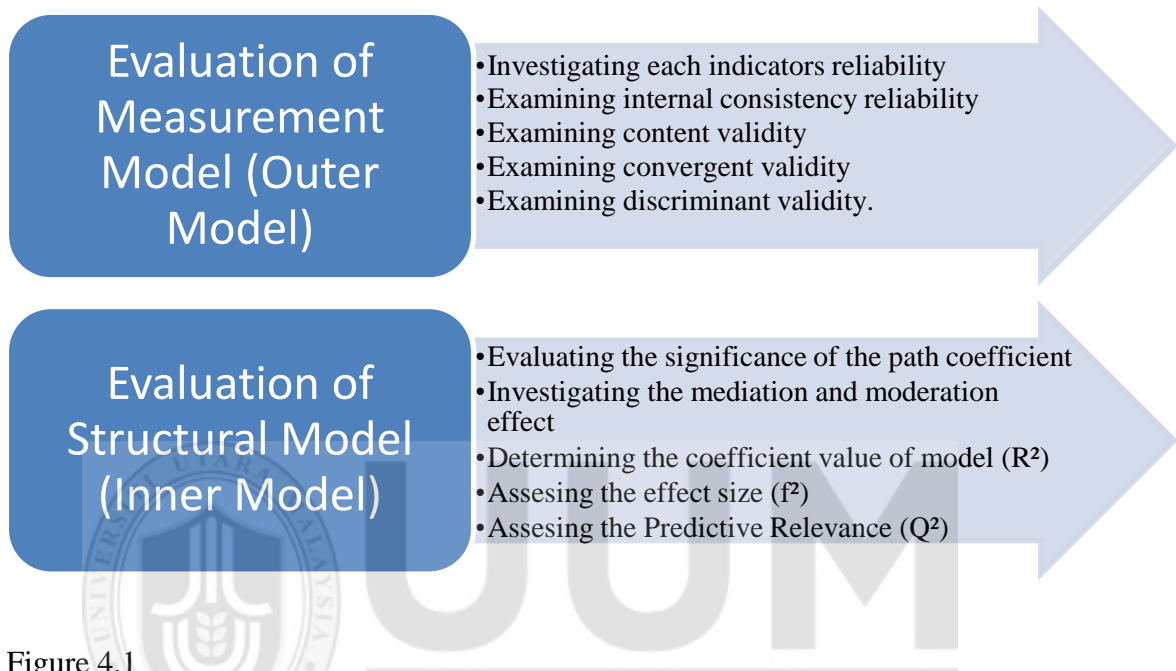 Evaluation of
Measurement
Model (Outer
Model)
•Investigating each indicators reliability
•Examining internal consistency reliability
•Examining content validity
•Examining convergent validity
•Examining discriminant validity.
Evaluation of
Structural Model
(Inner Model)
•Evaluating the significance of the path coefficient
•Investigating the mediation and moderation
effect
•Determining the coefficient value of model (R²)
•Assesing the effect size (f²)
•Assesing the Predictive Relevance (Q²)
UUM
Figure 4.1